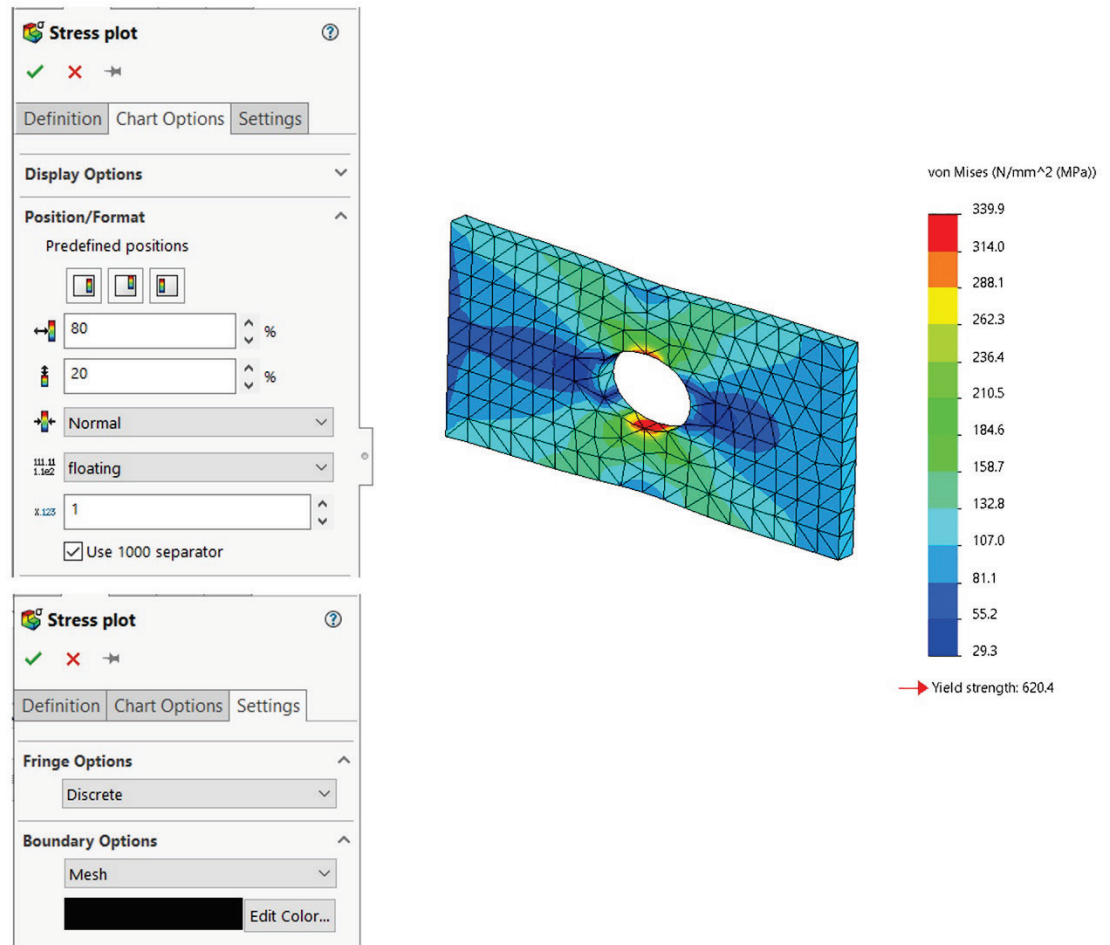 Stress plot
Definition Chart Options Settings
Display Options
Position/Format
Predefined positions
80 %
20 %
Normal
111.11
1.1e2
floating
x.123
1
Use 1000 separator
Stress plot
Definition Chart Options Settings
Fringe Options
Discrete
Boundary Options
Mesh
Edit Color...
von Mises (N/mm^2 (MPa))
339.9
314.0
288.1
262.3
236.4
210.5
184.6
158.7
132.8
107.0
81.1
55.2
29.3
Yield strength: 620.4